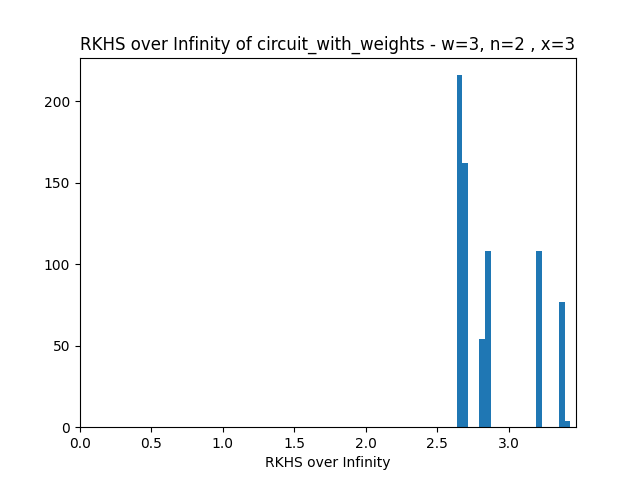 RKHS over Infinity of circuit_with_weights - w=3, n=2 , x=3
200
150
100
50
0
0.0 0.5 1.0 1.5 2.0 2.5 3.0
RKHS over Infinity